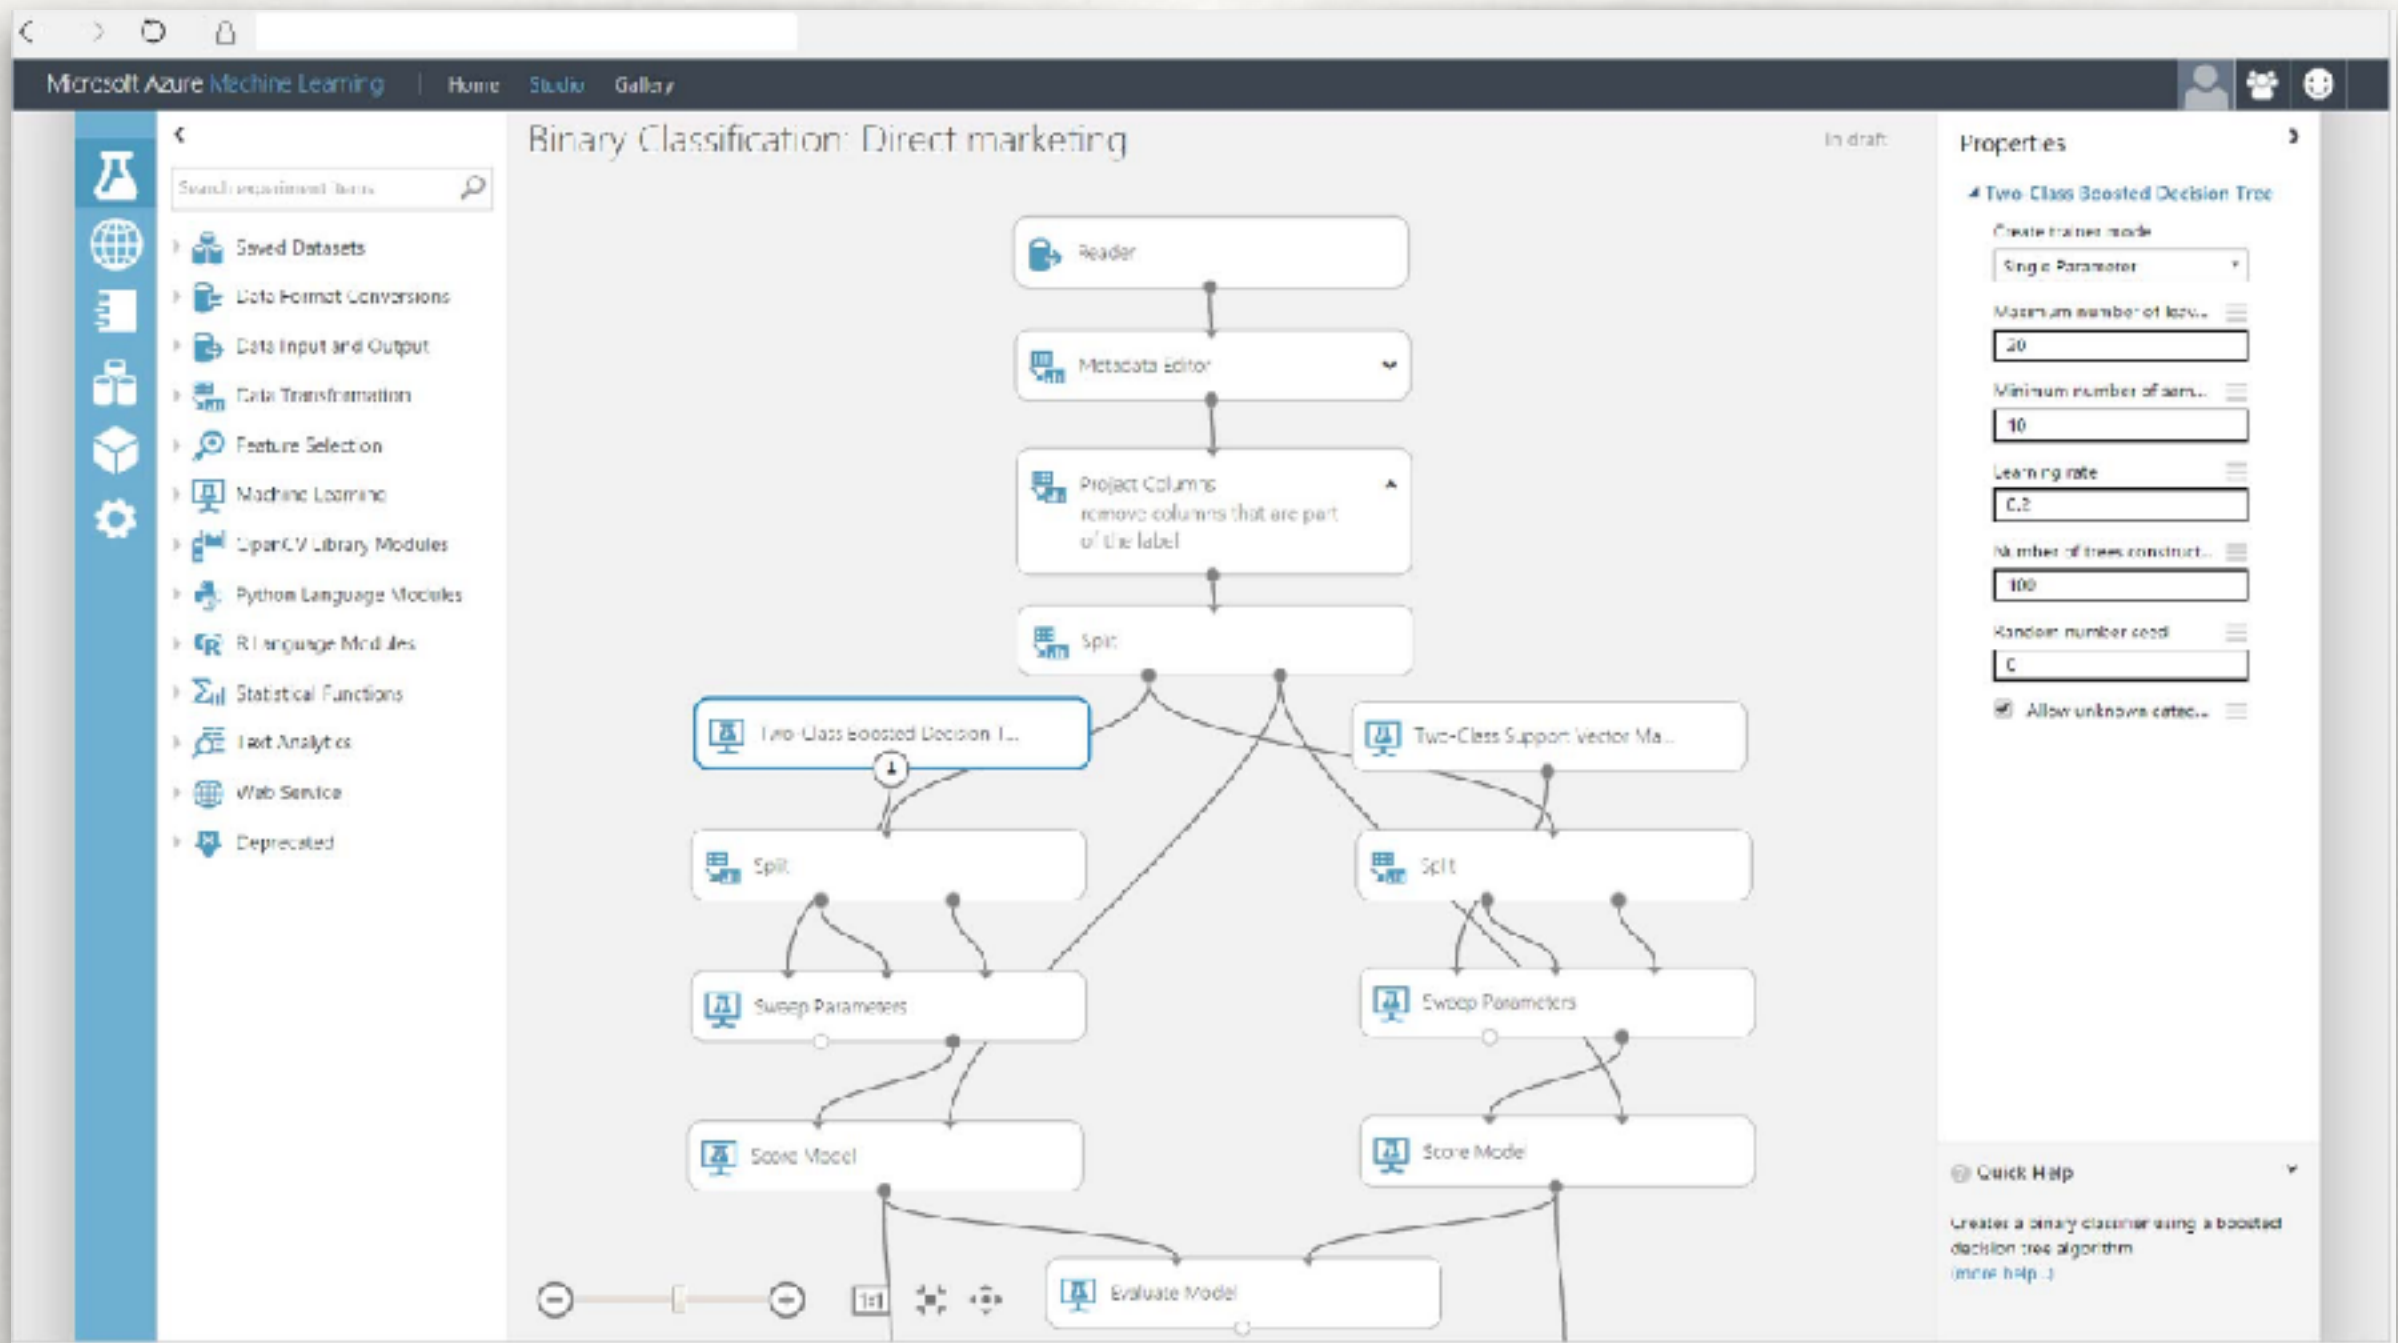 Microsoft Azure Machine Learning | Home Studio Gallery
Binary Classification: Direct marketing
In draft
Search experiment items
Saved Datasets
Data Format Conversions
Data Input and Output
Data Transformation
Feature Selection
Machine Learning
OpenCV Library Modules
Python Language Modules
R Language Modules
Statistical Functions
Text Analytics
Web Service
Deprecated
Reader
Metadata Editor
Project Columns
remove columns that are part
of the label
Split
Two-Class Boosted Decision T...
Two-Class Support Vector Ma...
Split
Split
Sweep Parameters
Sweep Parameters
Score Model
Score Model
Evaluate Model
1:1
Properties
Two-Class Boosted Decision Tree
Create trainer mode
Single Parameter
Maximum number of leav...
20
Minimum number of sam...
10
Learning rate
0.2
Number of trees construct...
100
Random number seed
0
Allow unknown categ...
Quick Help
Creates a binary classifier using a boosted
decision tree algorithm
(more help...)